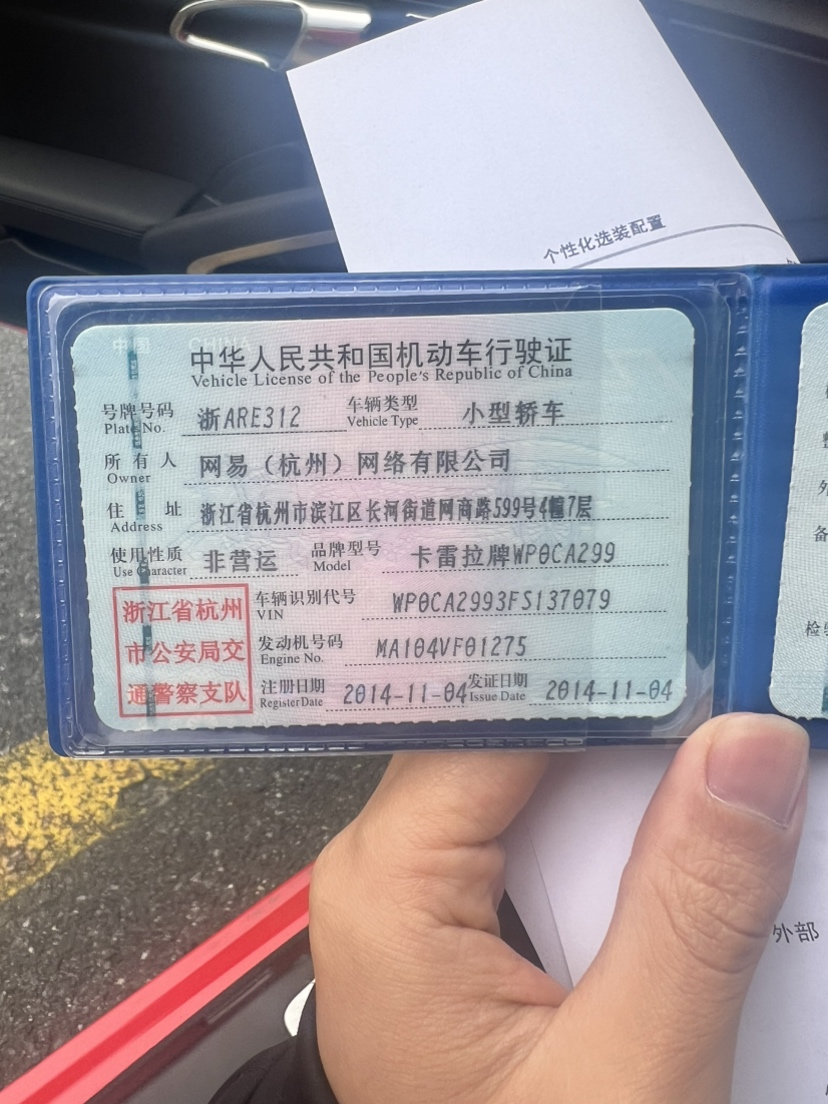 个性化选装配置
中国 CHINA
中华人民共和国机动车行驶证
Vehicle License of the People's Republic of China
号牌号码 浙ARE312 车辆类型 小型轿车
Plate No. Vehicle Type
所有人 网易（杭州）网络有限公司
Owner
住址 浙江省杭州市滨江区长河街道网商路599号4幢7层
Address
使用性质 非营运 品牌型号 卡雷拉牌WP0CA299
Use Character Model
浙江省杭州
市公安局交
通警察支队
车辆识别代号 WP0CA2993FS137079
VIN
发动机号码 MA104VF01275
Engine No.
注册日期 2014-11-04 发证日期 2014-11-04
Register Date Issue Date
检验
外部